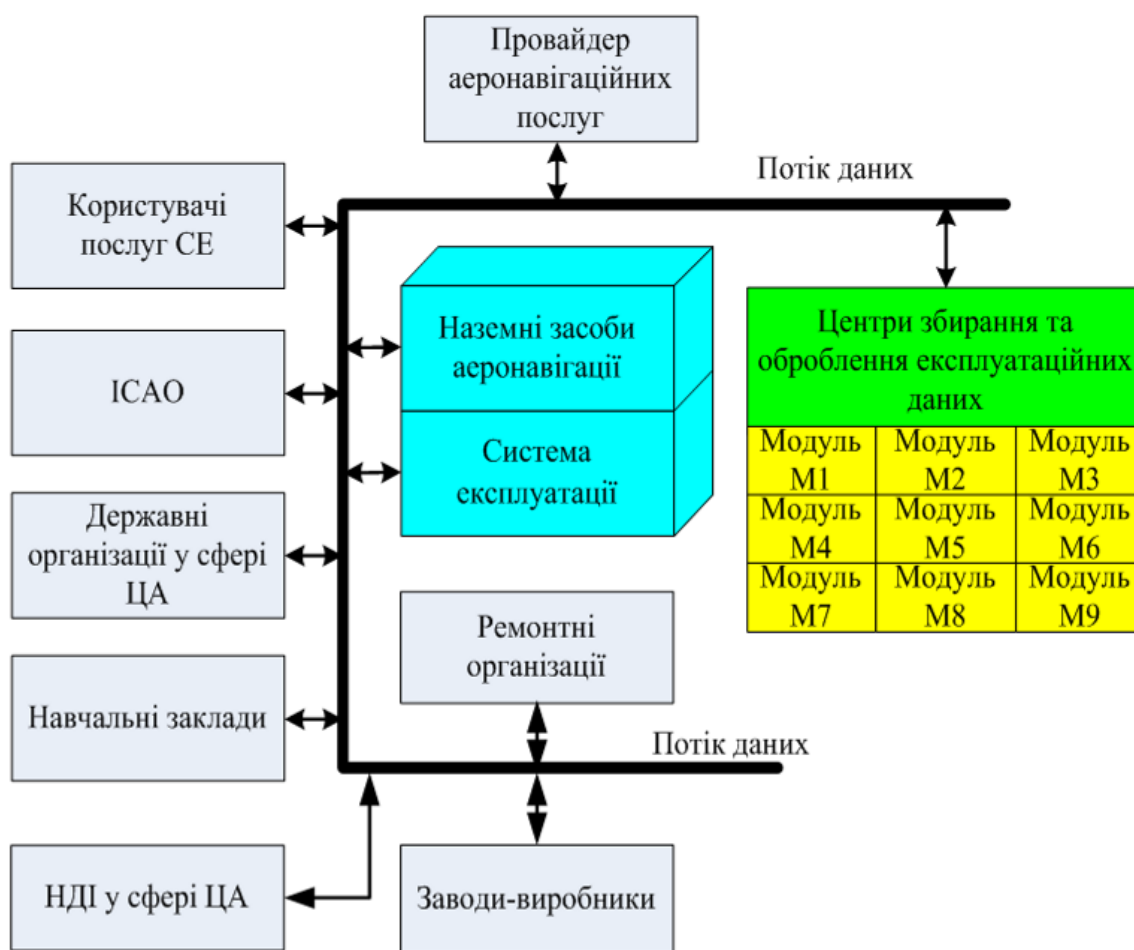 Провайдер
аеронавігаційних
послуг
Потік даних
Користувачі
послуг СЕ
Наземні засоби
аеронавігації
Центри збирання та
оброблення експлуатаційних
даних
ІСАО
Система
експлуатації
Модуль
М1
Модуль
М2
Модуль
М3
Модуль
М4
Модуль
М5
Модуль
М6
Модуль
М7
Модуль
М8
Модуль
М9
Державні
організації у сфері
ЦА
Ремонтні
організації
Навчальні заклади
Потік даних
НДІ у сфері ЦА
Заводи-виробники